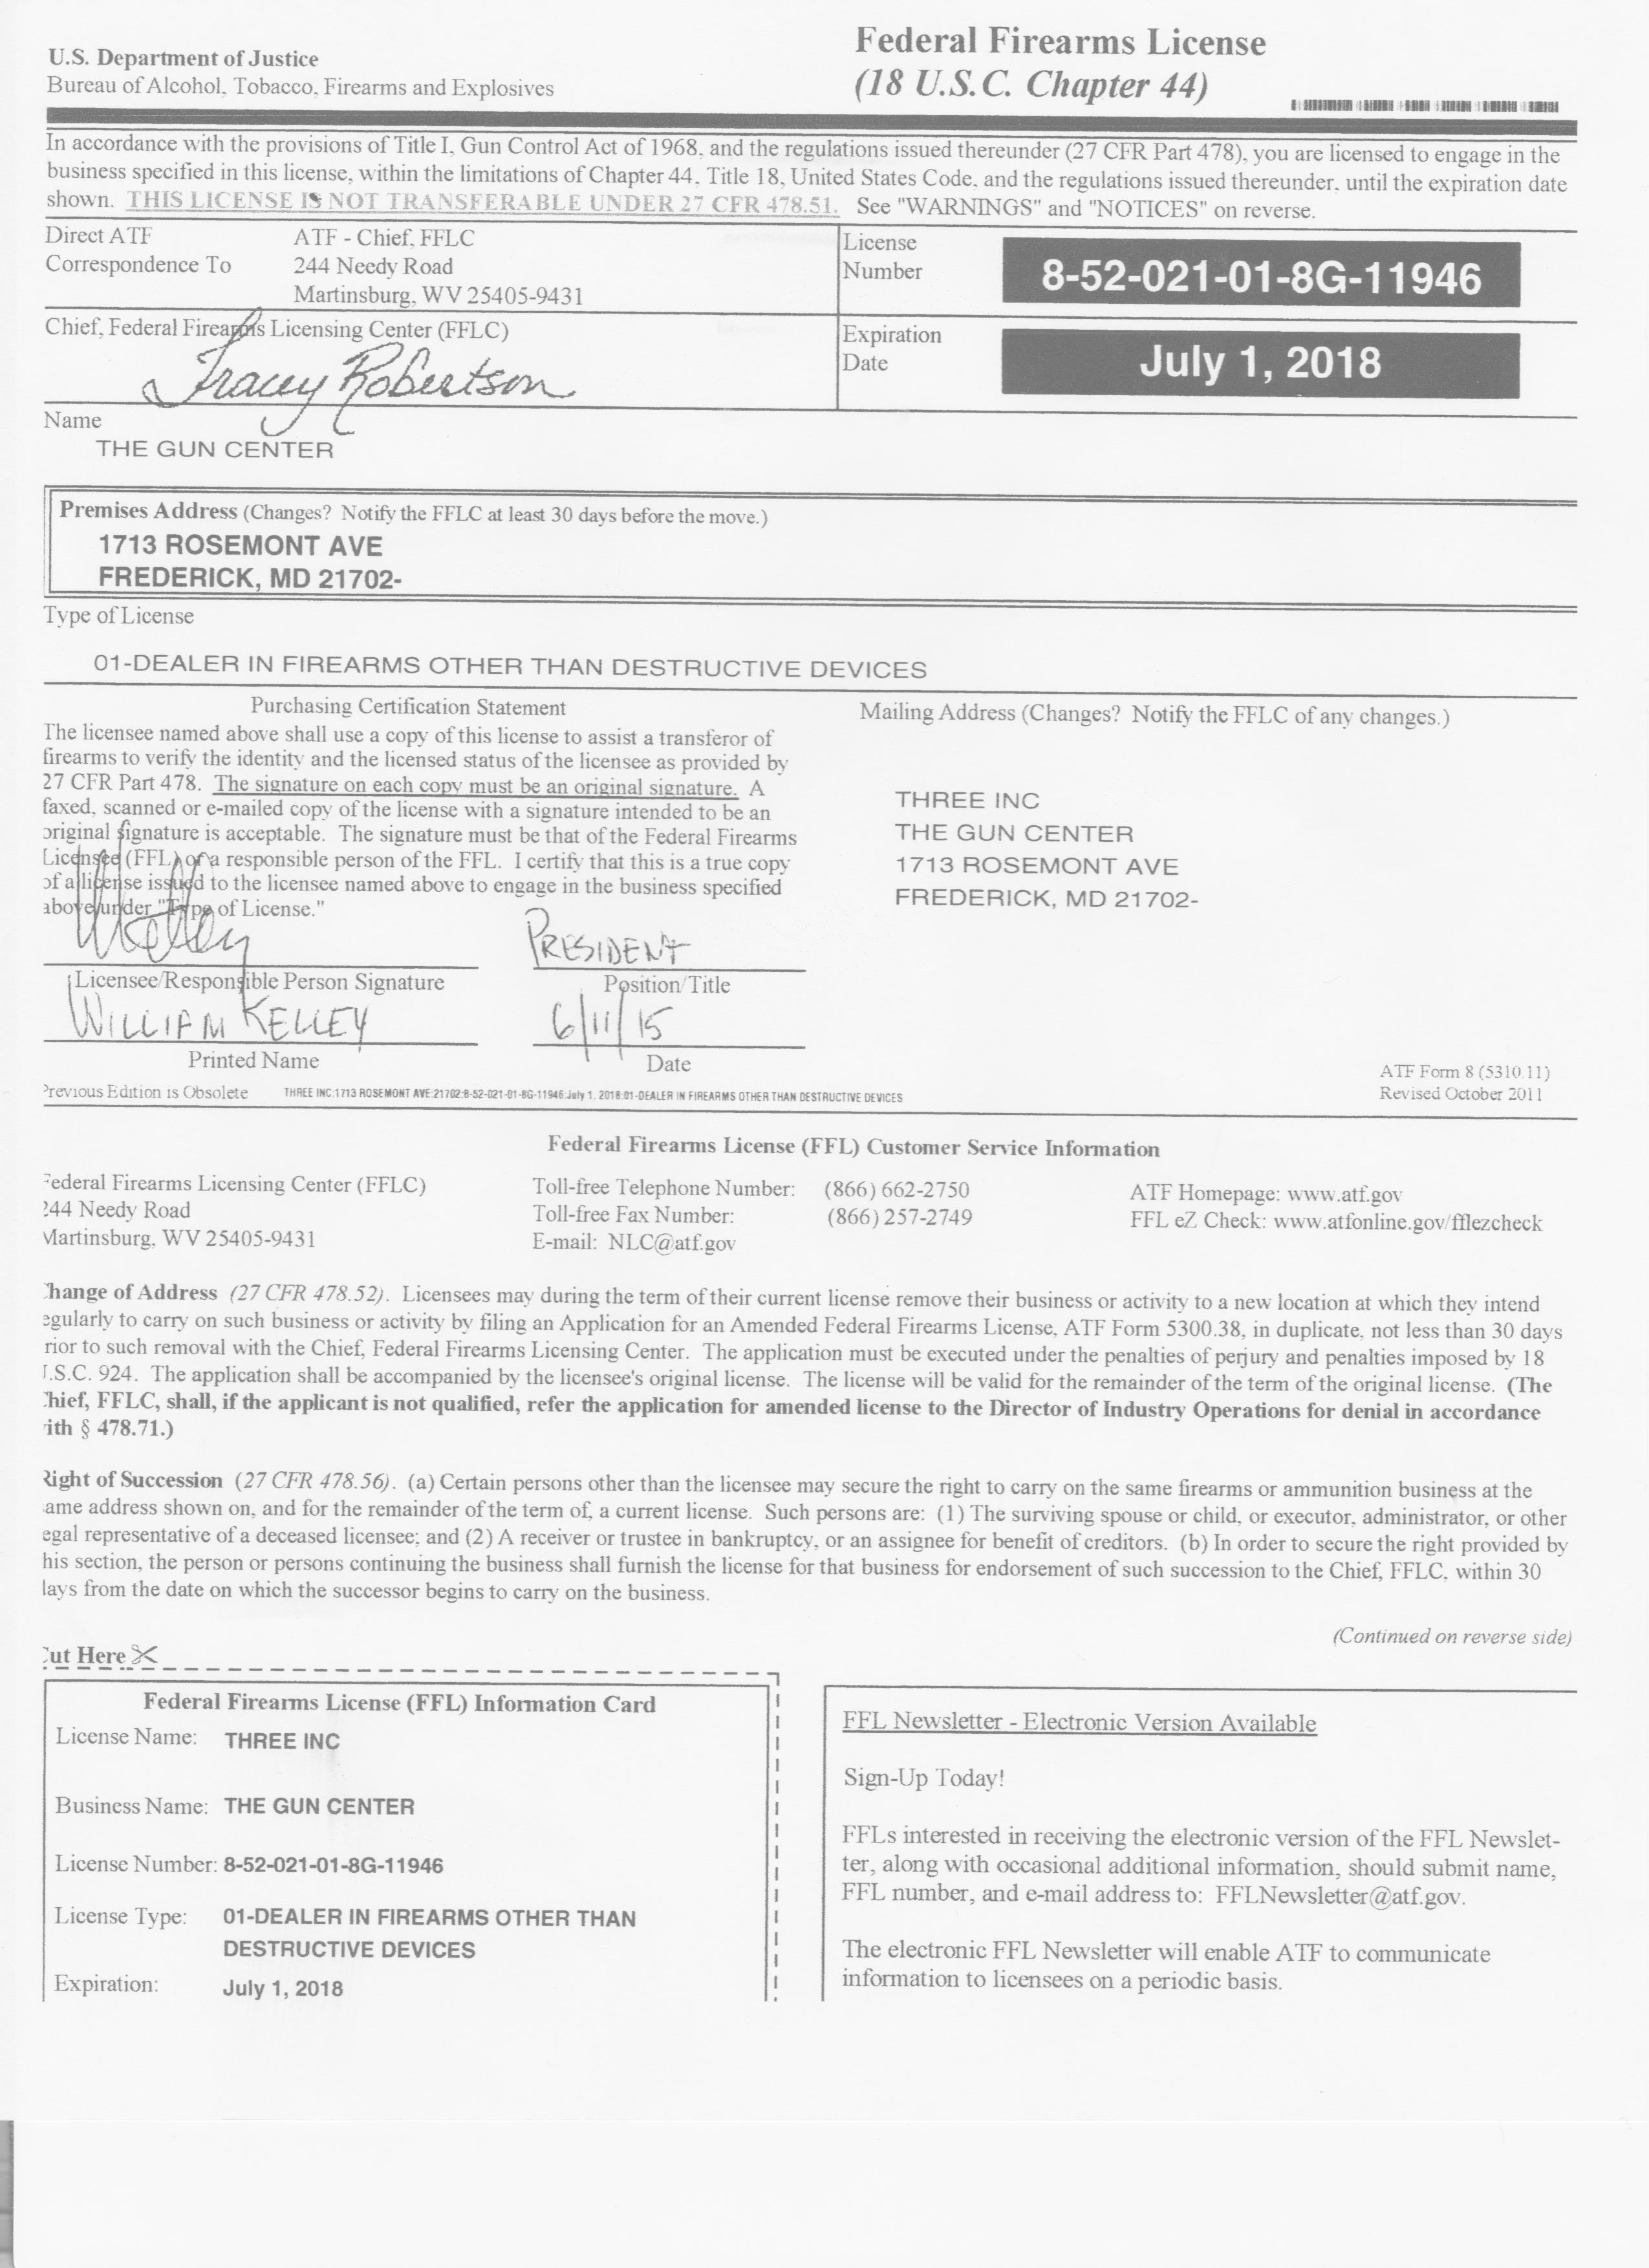 U.S. Department of Justice
Bureau of Alcohol, Tobacco, Firearms and Explosives
Federal Firearms License
(18 U.S.C. Chapter 44)
In accordance with the provisions of Title I, Gun Control Act of 1968, and the regulations issued thereunder (27 CFR Part 478), you are licensed to engage in the
business specified in this license, within the limitations of Chapter 44, Title 18, United States Code, and the regulations issued thereunder, until the expiration date
shown. THIS LICENSE IS NOT TRANSFERABLE UNDER 27 CFR 478.51. See "WARNINGS" and "NOTICES" on reverse.
Direct ATF
Correspondence To
ATF - Chief, FFLC
244 Needy Road
Martinsburg, WV 25405-9431
License
Number
8-52-021-01-8G-11946
Chief, Federal Firearms Licensing Center (FFLC)
Tracey Robertson
Expiration
Date
July 1, 2018
Name
THE GUN CENTER
Premises Address (Changes? Notify the FFLC at least 30 days before the move.)
1713 ROSEMONT AVE
FREDERICK, MD 21702-
Type of License
01-DEALER IN FIREARMS OTHER THAN DESTRUCTIVE DEVICES
Purchasing Certification Statement
The licensee named above shall use a copy of this license to assist a transferor of
firearms to verify the identity and the licensed status of the licensee as provided by
27 CFR Part 478. The signature on each copy must be an original signature. A
faxed, scanned or e-mailed copy of the license with a signature intended to be an
original signature is acceptable. The signature must be that of the Federal Firearms
Licensee (FFL) or a responsible person of the FFL. I certify that this is a true copy
of a license issued to the licensee named above to engage in the business specified
above under "Type of License."
Mailing Address (Changes? Notify the FFLC of any changes.)
THREE INC
THE GUN CENTER
1713 ROSEMONT AVE
FREDERICK, MD 21702-
PRESIDENT
Licensee/Responsible Person Signature
Position/Title
WILLIAM KELLEY
6/11/15
Printed Name
Date
ATF Form 8 (5310.11)
Revised October 2011
Previous Edition is Obsolete
THREE INC:1713 ROSEMONT AVE:21702:8-52-021-01-8G-11946:July 1, 2018:01-DEALER IN FIREARMS OTHER THAN DESTRUCTIVE DEVICES
Federal Firearms License (FFL) Customer Service Information
Federal Firearms Licensing Center (FFLC)
244 Needy Road
Martinsburg, WV 25405-9431
Toll-free Telephone Number: (866) 662-2750
Toll-free Fax Number: (866) 257-2749
E-mail: NLC@atf.gov
ATF Homepage: www.atf.gov
FFL eZ Check: www.atfonline.gov/fflezcheck
hange of Address (27 CFR 478.52). Licensees may during the term of their current license remove their business or activity to a new location at which they intend
egularly to carry on such business or activity by filing an Application for an Amended Federal Firearms License, ATF Form 5300.38, in duplicate, not less than 30 days
rior to such removal with the Chief, Federal Firearms Licensing Center. The application must be executed under the penalties of perjury and penalties imposed by 18
.S.C. 924. The application shall be accompanied by the licensee's original license. The license will be valid for the remainder of the term of the original license. (The
hief, FFLC, shall, if the applicant is not qualified, refer the application for amended license to the Director of Industry Operations for denial in accordance
ith § 478.71.)
Right of Succession (27 CFR 478.56). (a) Certain persons other than the licensee may secure the right to carry on the same firearms or ammunition business at the
ame address shown on, and for the remainder of the term of, a current license. Such persons are: (1) The surviving spouse or child, or executor, administrator, or other
egal representative of a deceased licensee; and (2) A receiver or trustee in bankruptcy, or an assignee for benefit of creditors. (b) In order to secure the right provided by
his section, the person or persons continuing the business shall furnish the license for that business for endorsement of such succession to the Chief, FFLC, within 30
lays from the date on which the successor begins to carry on the business.
(Continued on reverse side)
ut Here
Federal Firearms License (FFL) Information Card
License Name: THREE INC
Business Name: THE GUN CENTER
License Number: 8-52-021-01-8G-11946
License Type: 01-DEALER IN FIREARMS OTHER THAN
DESTRUCTIVE DEVICES
Expiration: July 1, 2018
FFL Newsletter - Electronic Version Available
Sign-Up Today!
FFLs interested in receiving the electronic version of the FFL Newslet-
ter, along with occasional additional information, should submit name,
FFL number, and e-mail address to: FFLNewsletter@atf.gov.
The electronic FFL Newsletter will enable ATF to communicate
information to licensees on a periodic basis.